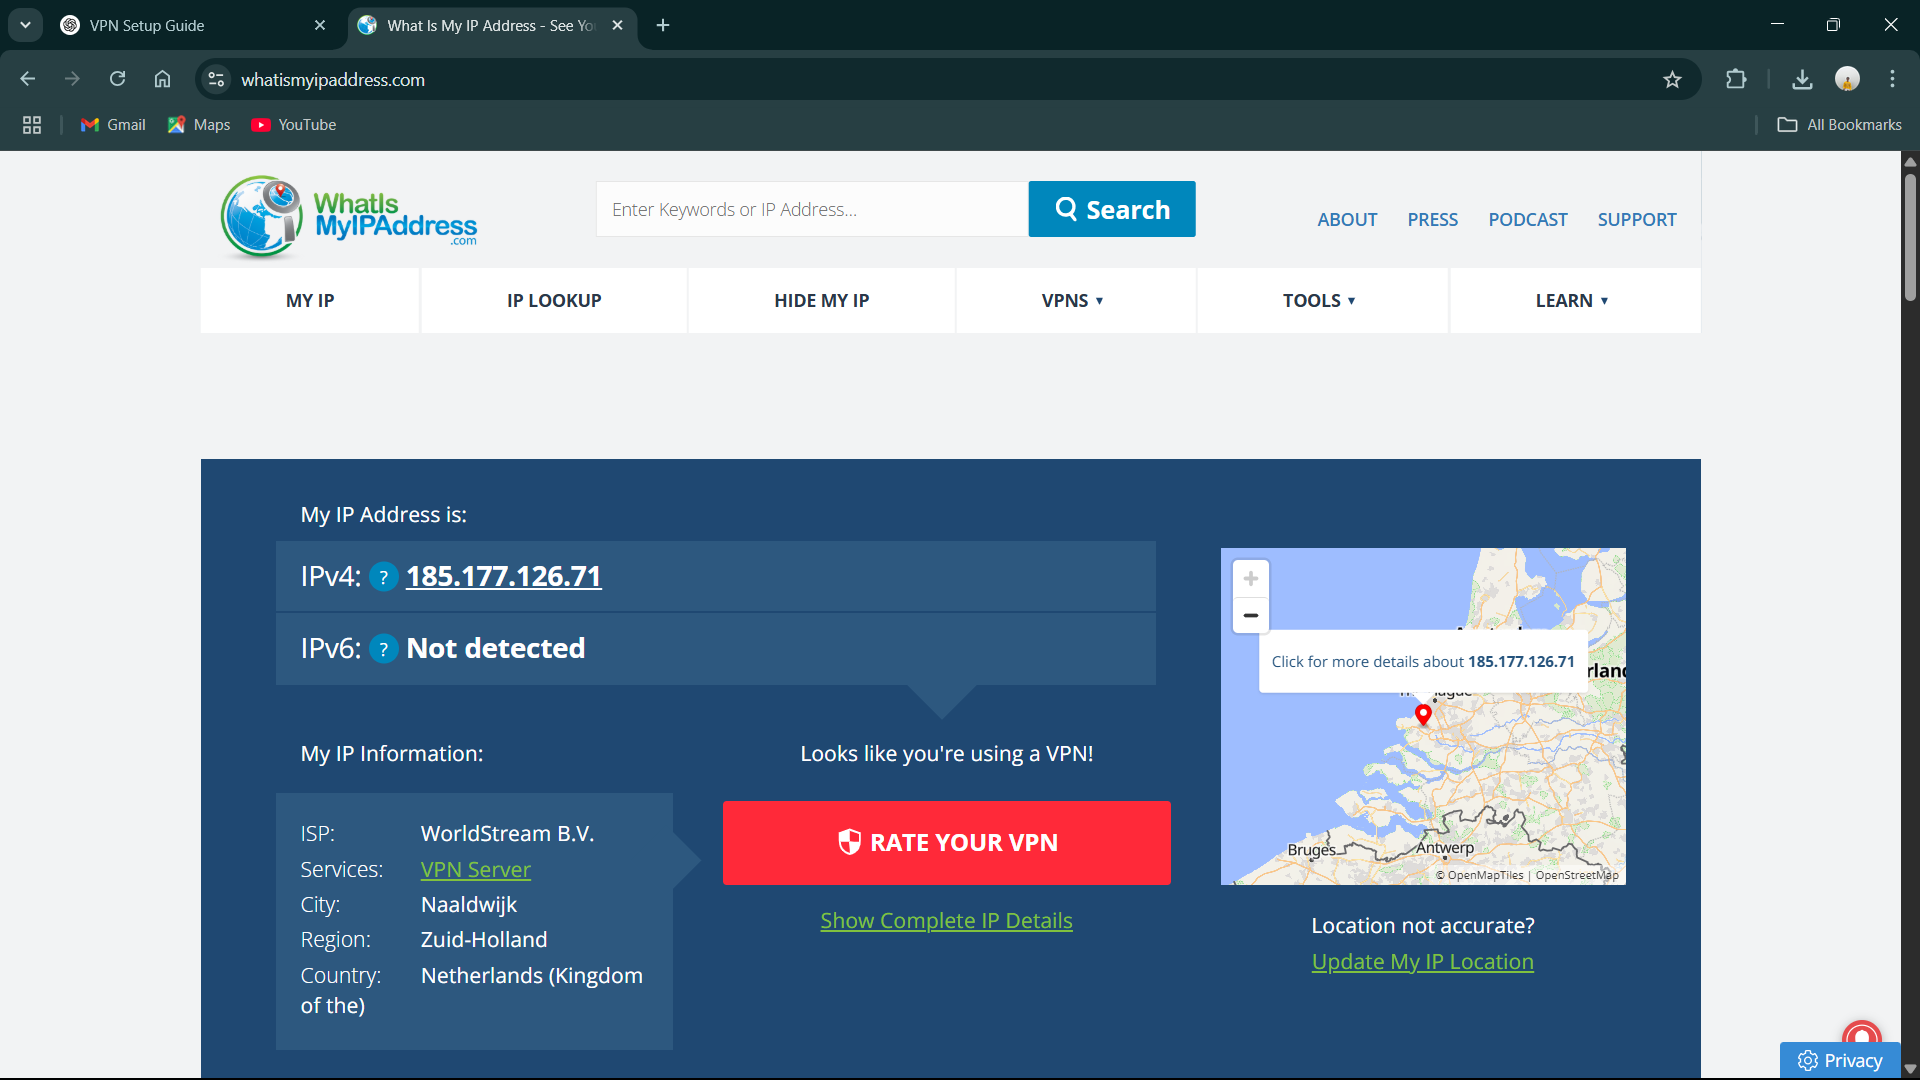 VPN Setup Guide
What Is My IP Address - See Yo
whatismyipaddress.com
Gmail
Maps
YouTube
All Bookmarks
WhatIs
MyIPAddress
.com
Enter Keywords or IP Address...
Search
ABOUT
PRESS
PODCAST
SUPPORT
MY IP
IP LOOKUP
HIDE MY IP
VPNS ▼
TOOLS ▼
LEARN ▼
My IP Address is:
IPv4: ? 185.177.126.71
IPv6: ? Not detected
My IP Information:
ISP: WorldStream B.V.
Services: VPN Server
City: Naaldwijk
Region: Zuid-Holland
Country: Netherlands (Kingdom
of the)
Looks like you're using a VPN!
RATE YOUR VPN
Show Complete IP Details
+
−
Click for more details about 185.177.126.71
rland
Bruges
Antwerp
© OpenMapTiles | OpenStreetMap
Location not accurate?
Update My IP Location
Privacy